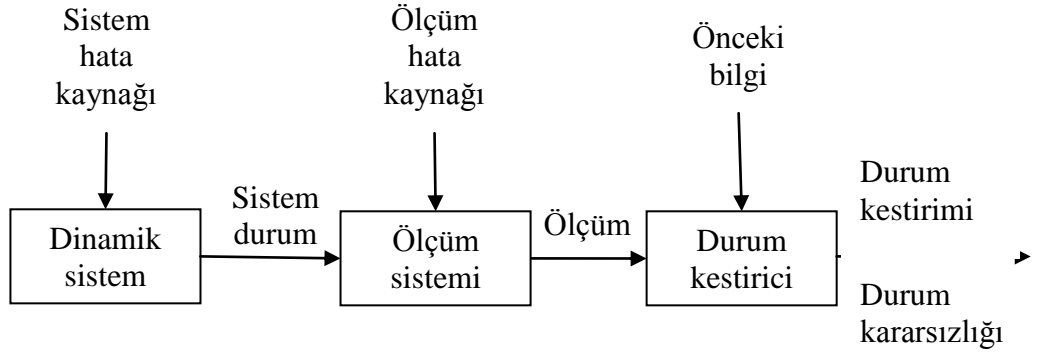 Sistem
hata
kaynağı
Ölçüm
hata
kaynağı
Önceki
bilgi
Dinamik
sistem
Sistem
durum
Ölçüm
sistemi
Ölçüm
Durum
kestirici
Durum
kestirimi
Durum
kararsızlığı